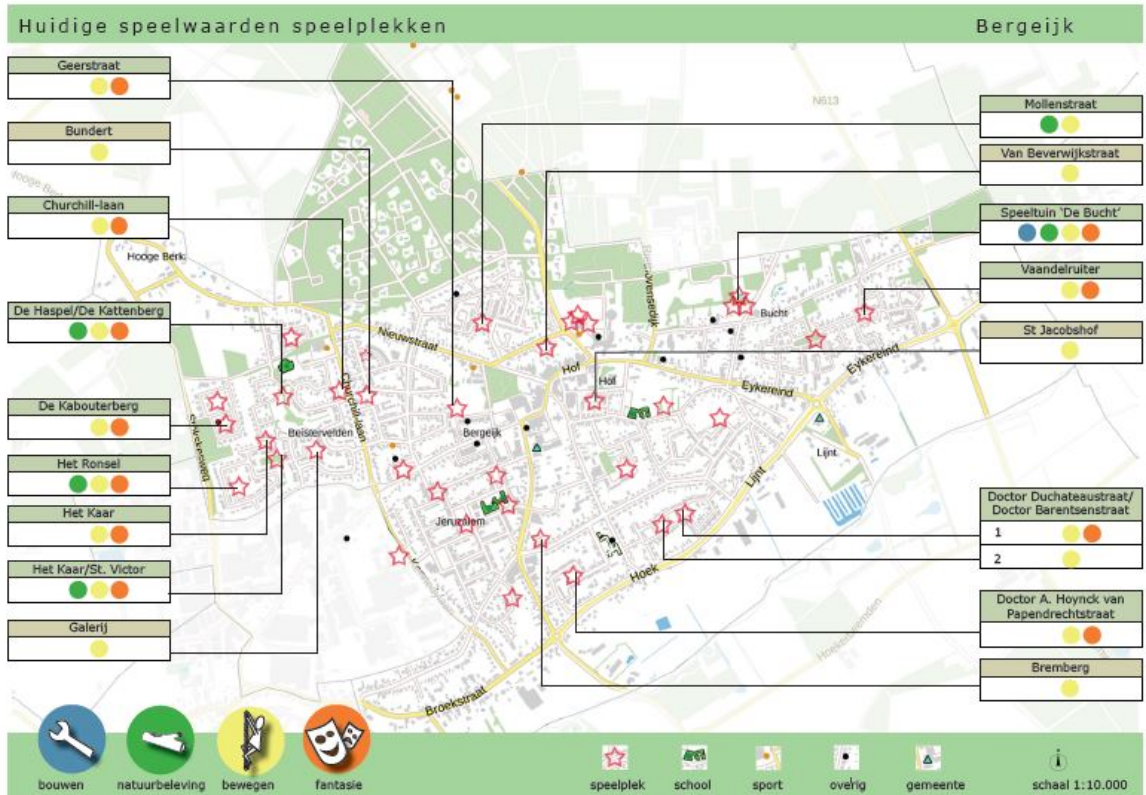 Huidige speelwaarden speelplekken
Bergeijk
Geerstraat
Bundert
Churchill-laan
De Haspel/De Kattenberg
De Kabouterberg
Het Ronsel
Het Kaar
Het Kaar/St. Victor
Galerij
Mollenstraat
Van Beverwijkstraat
Speeltuin 'De Bucht'
Vaandelruiter
St Jacobshof
Doctor Duchateaustraat/
Doctor Barentsenstraat
1
2
Doctor A. Hoynck van
Papendrechtstraat
Bremberg
N613
Hooge Berk
Nieuwstraat
Churchill-laan
Beistervelden
Bergeijk
Jeruzalem
Hof
Hof
Bucht
Eykereind
Eykereind
Lijnt
Lijnt
Hoek
Broekstraat
bouwen
natuurbeleving
bewegen
fantasie
speelplek
school
sport
overig
gemeente
schaal 1:10.000